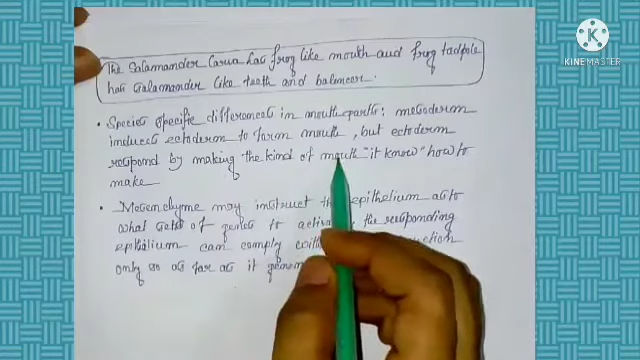 KINEMASTER
The Salamander Larva has frog like mouth and frog tadpole
has salamander like teeth and balancer.
• Species specific differences in mouth parts: mesoderm
induces ectoderm to form mouth, but ectoderm
respond by making the kind of mouth "it know" how to
make
• Mesenchyme may instruct the epithelium as to
what sets of genes to activate the responding
epithelium can comply
only so as far as it